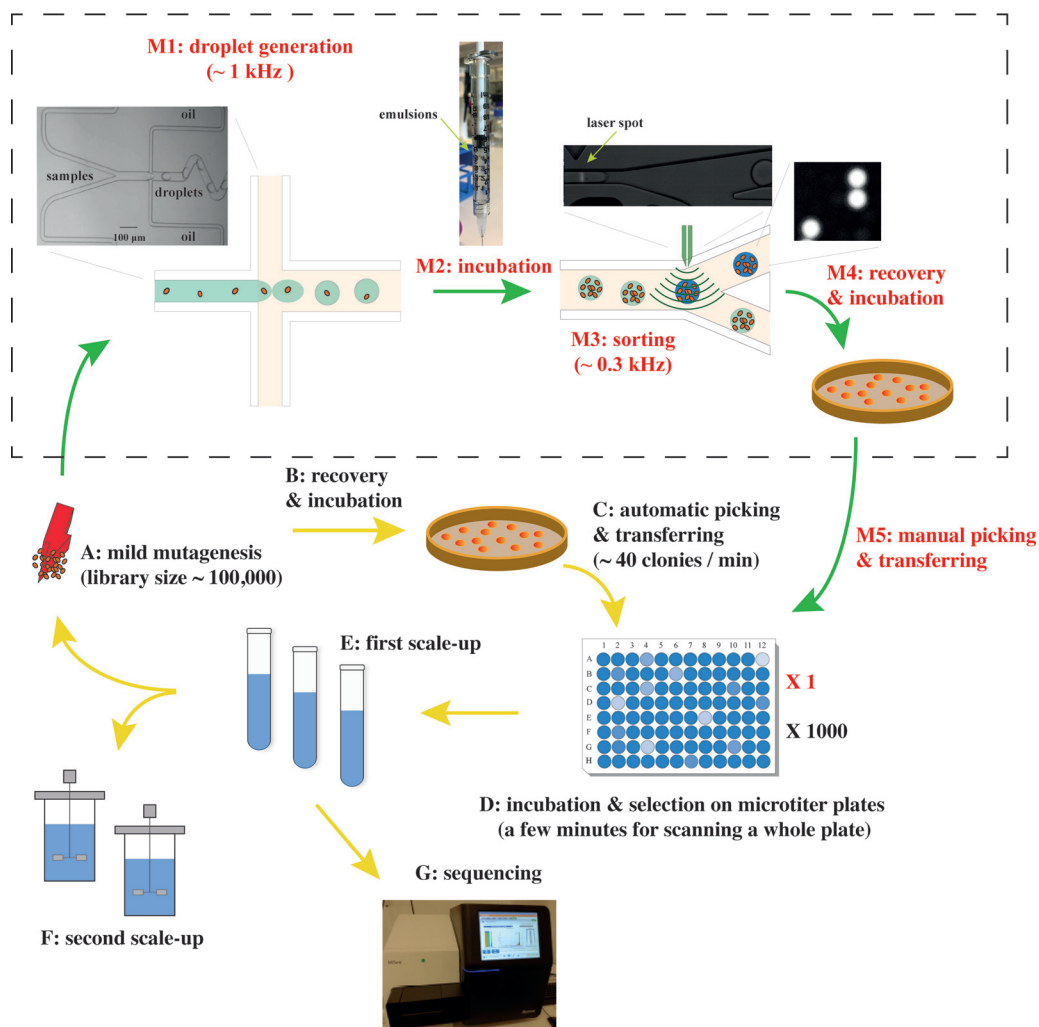 M1: droplet generation
(~ 1 kHz )
oil
samples
droplets
100 μm
oil
emulsions
laser spot
M2: incubation
M3: sorting
(~ 0.3 kHz)
M4: recovery
& incubation
B: recovery
& incubation
A: mild mutagenesis
(library size ~ 100,000)
C: automatic picking
& transferring
(~ 40 clonies / min)
M5: manual picking
& transferring
E: first scale-up
1 2 3 4 5 6 7 8 9 10 11 12
A
B
C
D
E
F
G
H
X 1
X 1000
D: incubation & selection on microtiter plates
(a few minutes for scanning a whole plate)
G: sequencing
F: second scale-up